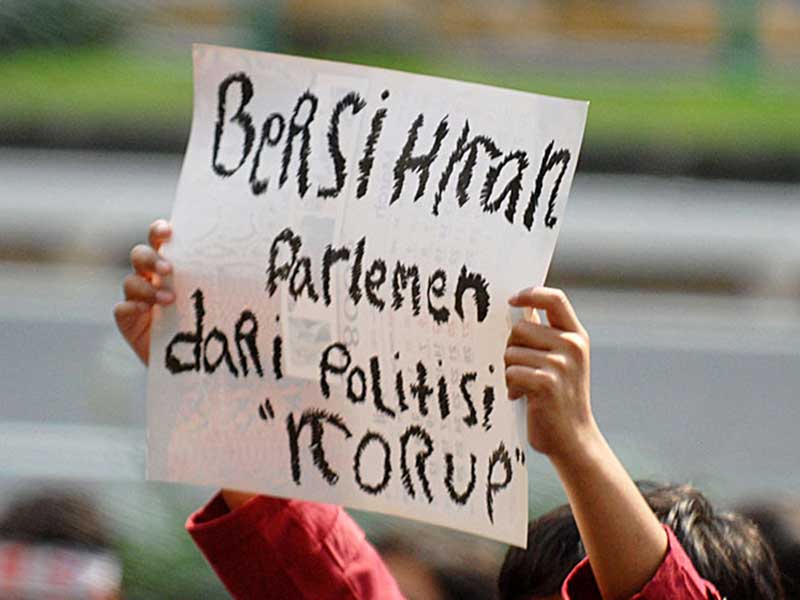 BeRSiHKan
Parlemen
daRi PoLitisi
"KORUP"